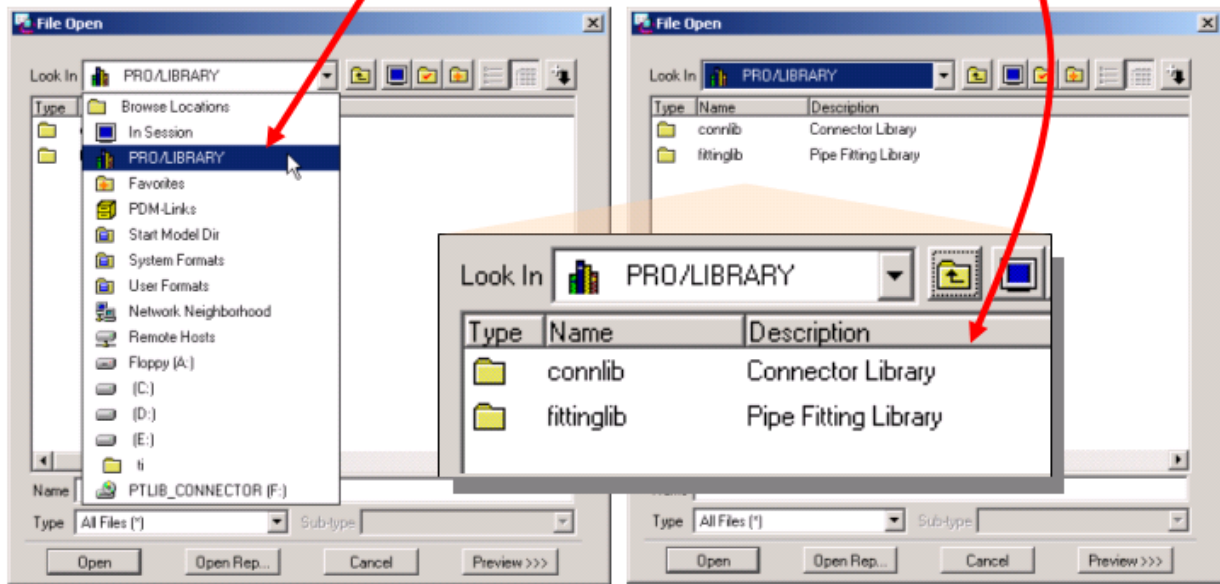 File Open
Look In PRO/LIBRARY
Type
Browse Locations
In Session
PRO/LIBRARY
Favorites
PDM-Links
Start Model Dir
System Formats
User Formats
Network Neighborhood
Remote Hosts
Floppy (A:)
(C:)
(D:)
(E:)
ti
PTLIB_CONNECTOR (F:)
Name
Type All Files (*) Sub-type
Open Open Rep... Cancel Preview >>>
File Open
Look In PRO/LIBRARY
Type Name Description
connlib Connector Library
fittinglib Pipe Fitting Library
Look In PRO/LIBRARY
Type Name Description
connlib Connector Library
fittinglib Pipe Fitting Library
Type All Files (*) Sub-type
Open Open Rep... Cancel Preview >>>